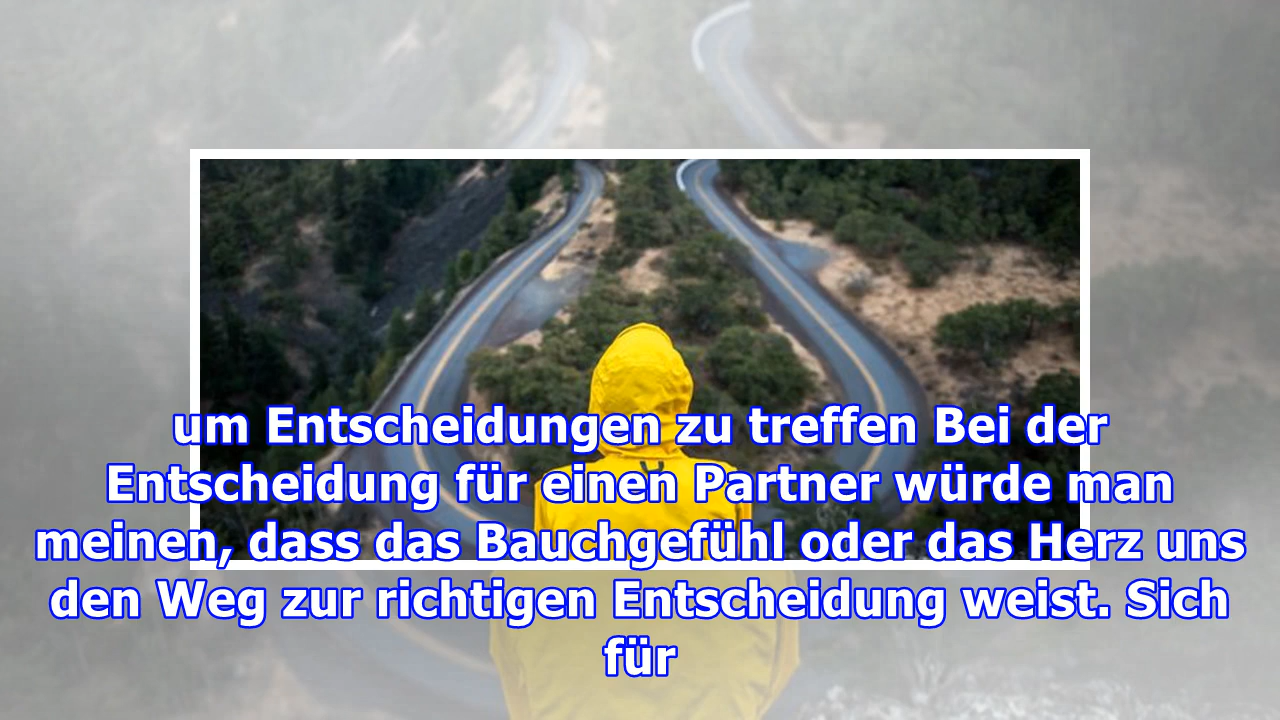 um Entscheidungen zu treffen Bei der
Entscheidung für einen Partner würde man
meinen, dass das Bauchgefühl oder das Herz uns
den Weg zur richtigen Entscheidung weist. Sich
für